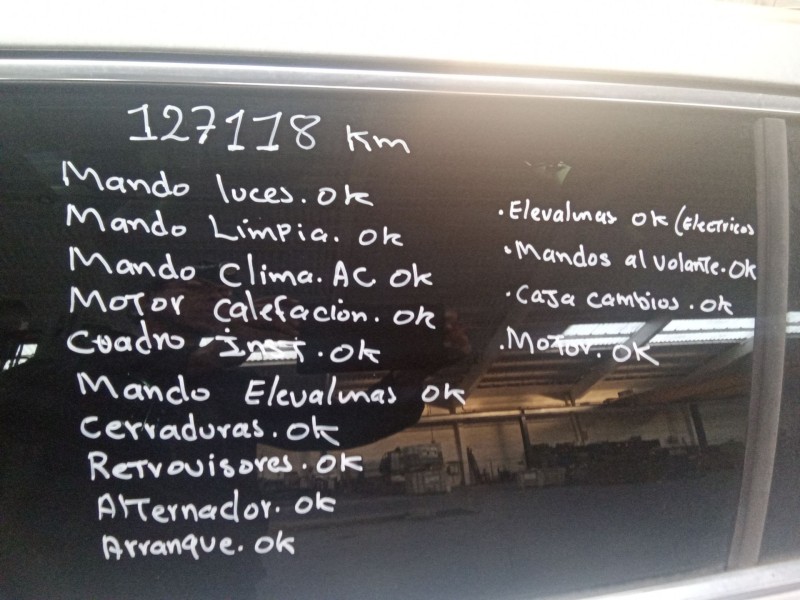 127118 km
Mando luces. ok
Mando Limpia. ok
Mando clima. AC ok
Motor calefacion. ok
Cuadro inst. ok
Mando Elevalunas ok
Cerraduras. ok
Retrovisores. ok
Alternador. ok
Arranque. ok
. Elevalunas ok (Electricos
. Mandos al volante. ok
. Caja cambios. ok
. Motor. ok